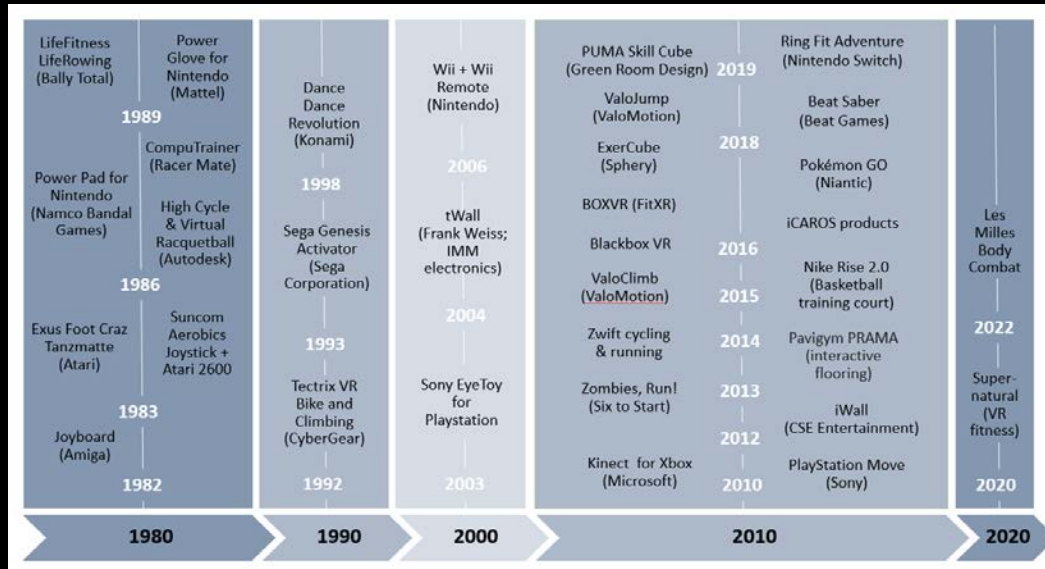 LifeFitness
LifeRowing
(Bally Total)
Power
Glove for
Nintendo
(Mattel)
1989
CompuTrainer
(Racer Mate)
Power Pad for
Nintendo
(Namco Bandal
Games)
High Cycle
& Virtual
Racquetball
(Autodesk)
1986
Exus Foot Craz
Tanzmatte
(Atari)
Suncom
Aerobics
Joystick +
Atari 2600
1983
Joyboard
(Amiga)
1982
Dance
Dance
Revolution
(Konami)
1998
Sega Genesis
Activator
(Sega
Corporation)
1993
Tectrix VR
Bike and
Climbing
(CyberGear)
1992
Wii + Wii
Remote
(Nintendo)
2006
tWall
(Frank Weiss;
IMM
electronics)
2004
Sony EyeToy
for
Playstation
2003
PUMA Skill Cube
(Green Room Design)
2019
Ring Fit Adventure
(Nintendo Switch)
ValoJump
(ValoMotion)
Beat Saber
(Beat Games)
2018
ExerCube
(Sphery)
Pokémon GO
(Niantic)
BOXVR (FitXR)
iCAROS products
Blackbox VR
2016
ValoClimb
(ValoMotion)
2015
Nike Rise 2.0
(Basketball
training court)
Zwift cycling
& running
2014
Pavigym PRAMA
(interactive
flooring)
Zombies, Run!
(Six to Start)
2013
iWall
(CSE Entertainment)
2012
Kinect for Xbox
(Microsoft)
2010
PlayStation Move
(Sony)
Les
Milles
Body
Combat
2022
Super-
natural
(VR
fitness)
2020
1980
1990
2000
2010
2020